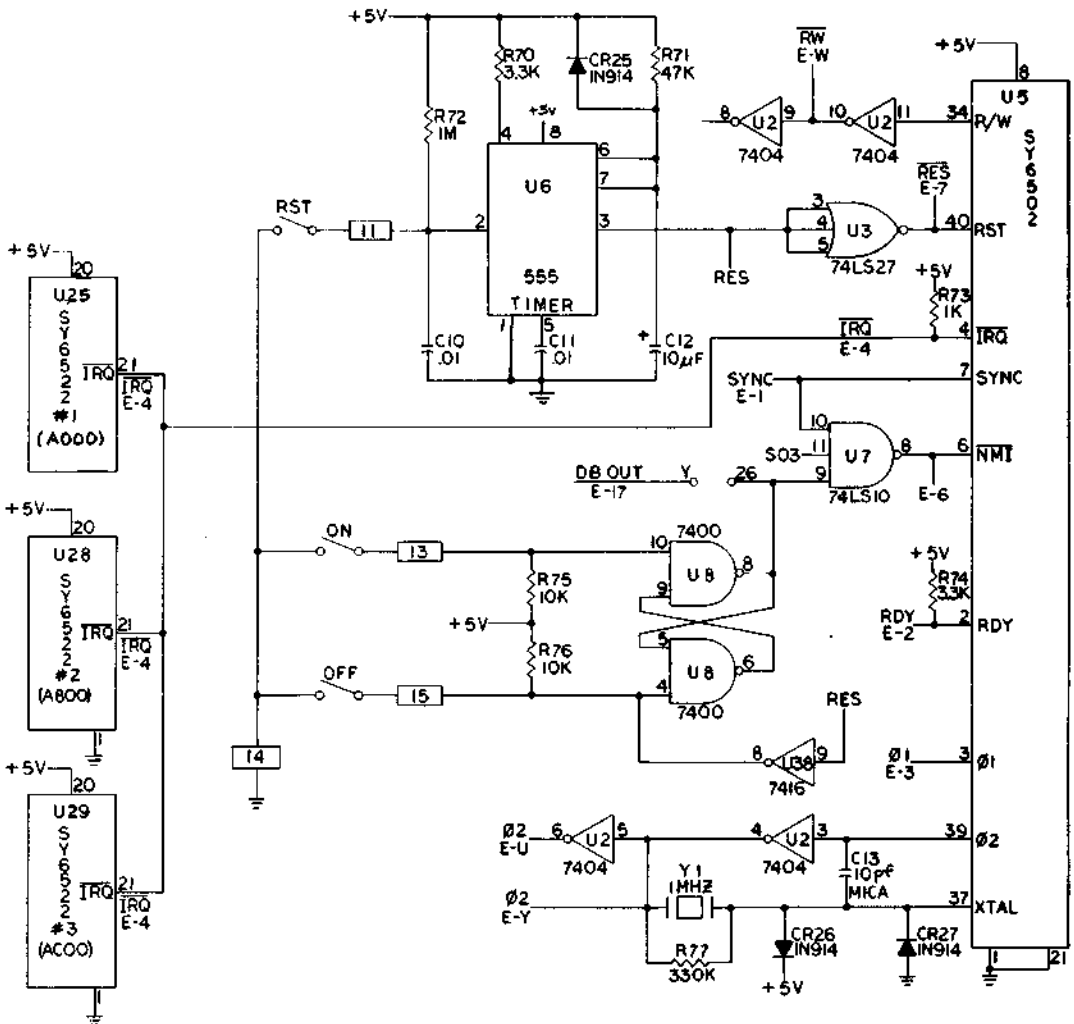 +5V
R70
3.3K
CR25
IN914
R71
47K
R72
1M
+5v
4
8
6
7
U6
2
3
555
TIMER
1
5
C10
.01
C11
.01
+
C12
10µF
RST
11
RES
RW
E-W
8
U2
9
7404
10
U2
11
7404
3
4
5
U3
74LS27
RES
E-7
+5V
8
U5
SY6502
34
R/W
40
RST
+5V
R73
1K
IRQ
E-4
4
IRQ
SYNC
E-1
7
SYNC
10
SO3
11
9
U7
8
74LS10
6
NMI
E-6
DB OUT
E-17
Y
26
+5V
R74
3.3K
RDY
E-2
2
RDY
Ø1
E-3
3
Ø1
39
Ø2
37
XTAL
1
21
+5V
20
U25
SY6522
#1
(A000)
IRQ
21
IRQ
E-4
+5V
20
U28
SY6522
#2
(A800)
IRQ
21
IRQ
E-4
1
+5V
20
U29
SY6522
#3
(AC00)
IRQ
21
IRQ
E-4
1
ON
13
R75
10K
+5V
R76
10K
OFF
15
14
7400
10
9
U8
8
5
4
U8
6
7400
RES
8
U38
9
7416
Ø2
E-U
6
U2
5
7404
4
U2
3
7404
C13
10pf
MICA
Ø2
E-Y
Y1
1MHZ
R77
330K
CR26
IN914
+5V
CR27
IN914